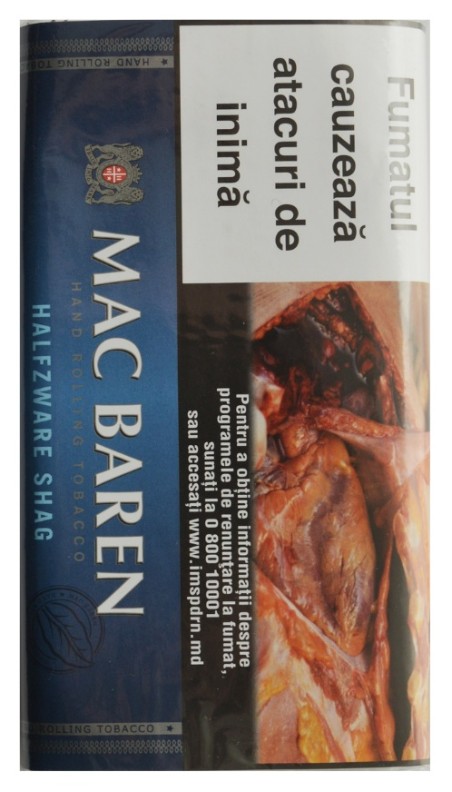 Fumatul
cauzează
atacuri de
inimă
Pentru a obține informații despre
programele de renunțare la fumat,
sunați la 0 800 10001
sau accesați www.imspdrn.md
HAND ROLLING TOB
MAC BAREN
HAND ROLLING TOBACCO
HALFZWARE SHAG
ROLLING TOBACCO